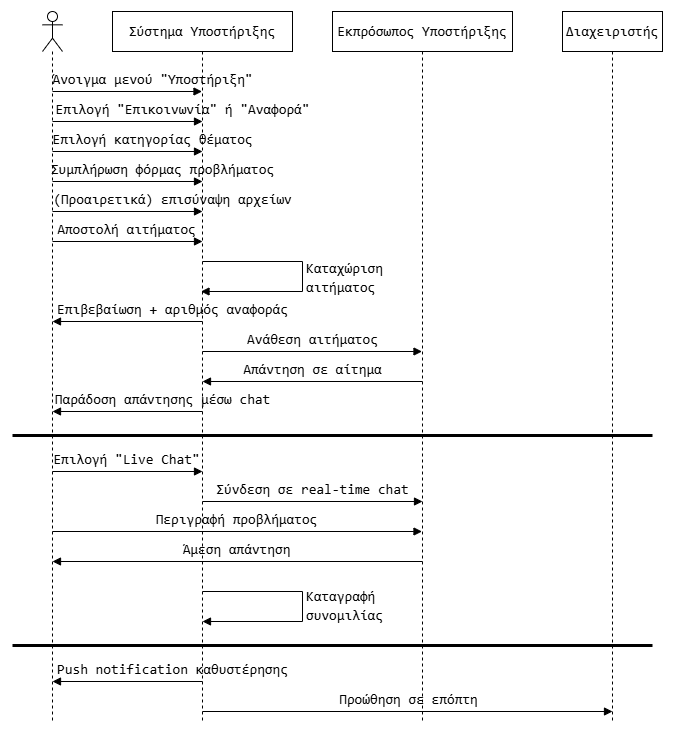 Σύστημα Υποστήριξης
Εκπρόσωπος Υποστήριξης
Διαχειριστής
Άνοιγμα μενού "Υποστήριξη"
Επιλογή "Επικοινωνία" ή "Αναφορά"
Επιλογή κατηγορίας θέματος
Συμπλήρωση φόρμας προβλήματος
(Προαιρετικά) επισύναψη αρχείων
Αποστολή αιτήματος
Καταχώριση
αιτήματος
Επιβεβαίωση + αριθμός αναφοράς
Ανάθεση αιτήματος
Απάντηση σε αίτημα
Παράδοση απάντησης μέσω chat
Επιλογή "Live Chat"
Σύνδεση σε real-time chat
Περιγραφή προβλήματος
Άμεση απάντηση
Καταγραφή
συνομιλίας
Push notification καθυστέρησης
Προώθηση σε επόπτη